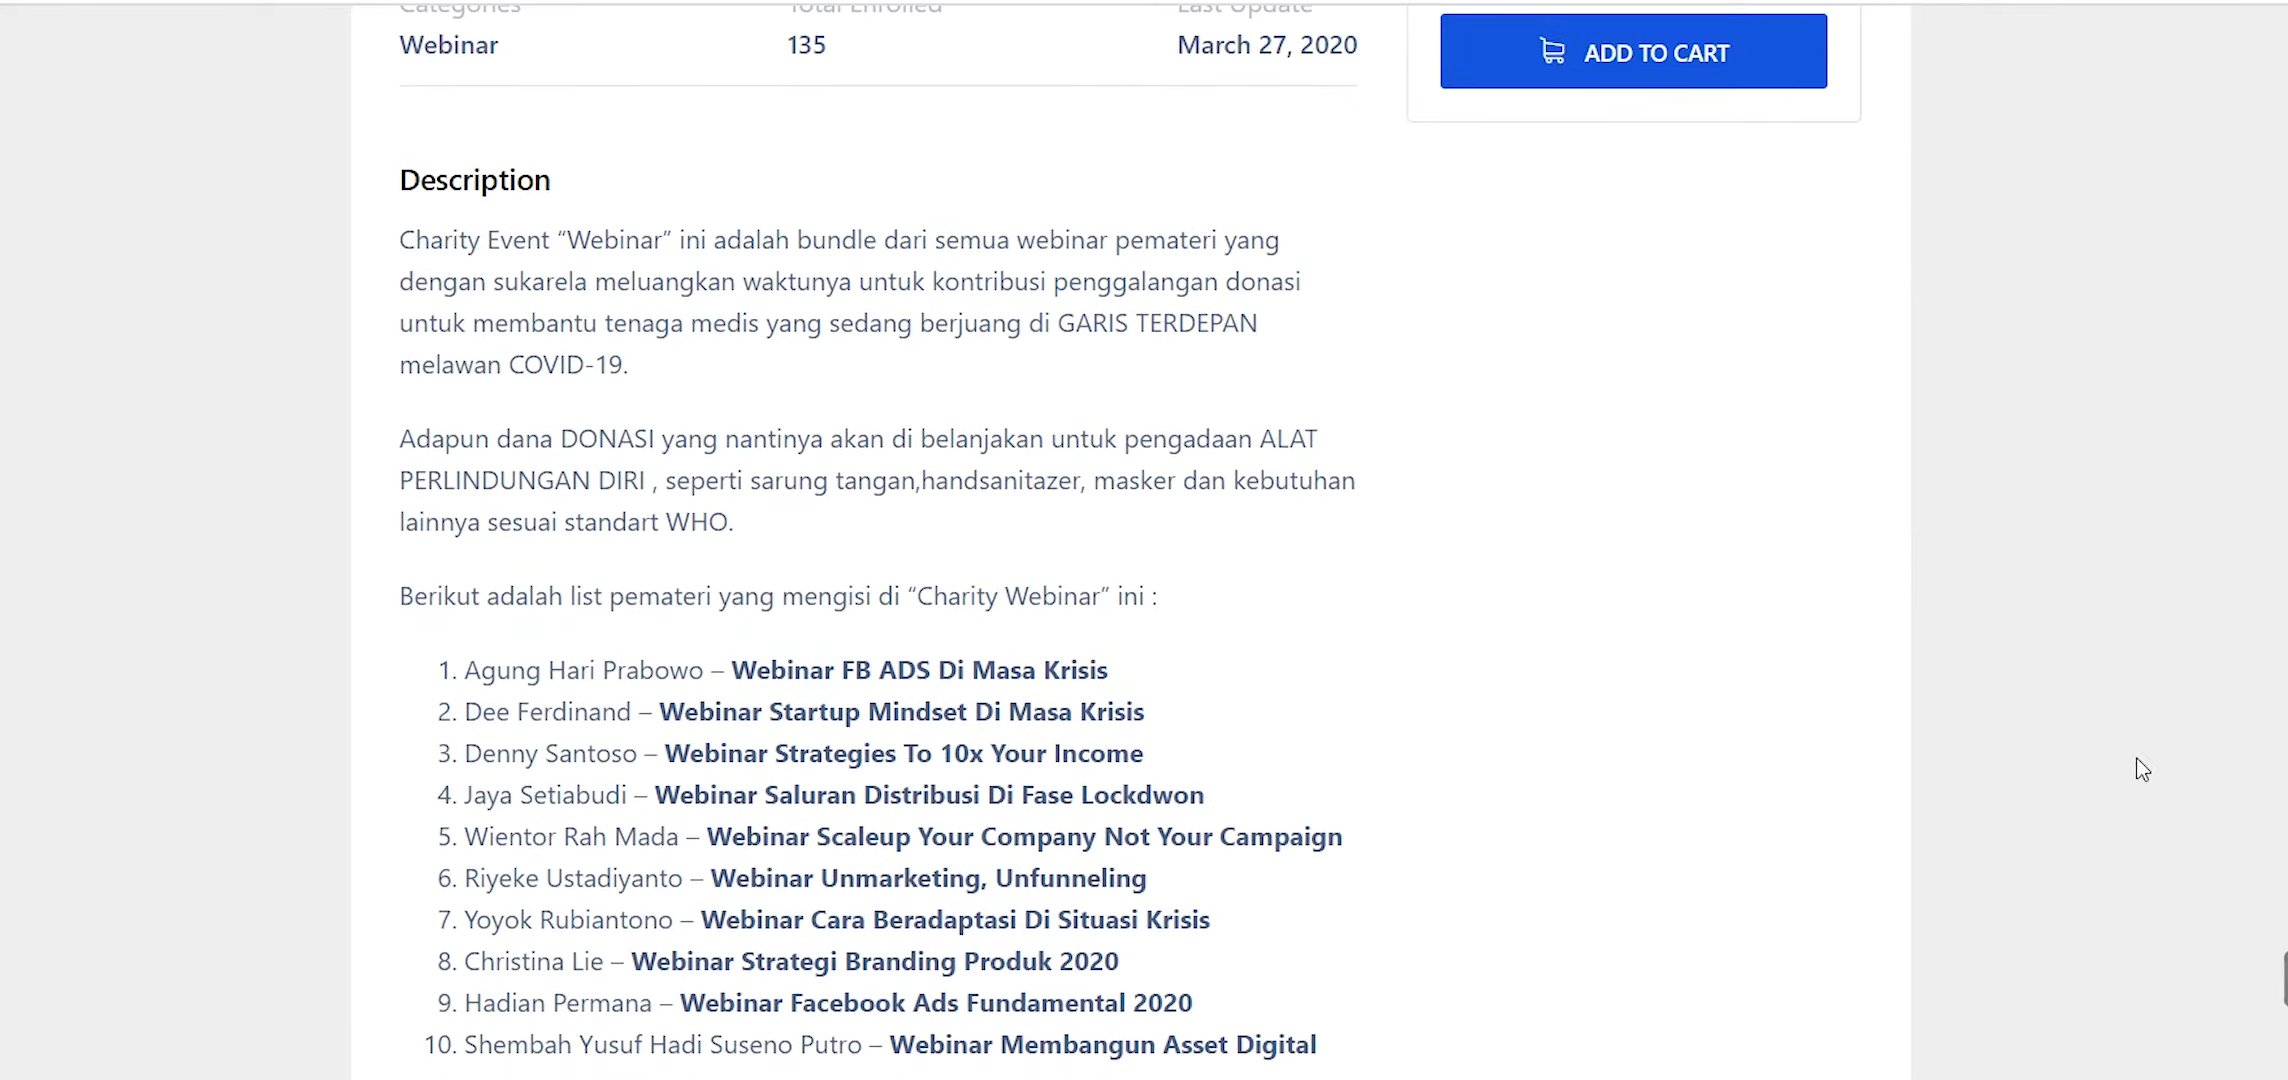 Categories Total Enrolled Last Update
Webinar 135 March 27, 2020
ADD TO CART
Description
Charity Event “Webinar” ini adalah bundle dari semua webinar pemateri yang
dengan sukarela meluangkan waktunya untuk kontribusi penggalangan donasi
untuk membantu tenaga medis yang sedang berjuang di GARIS TERDEPAN
melawan COVID-19.
Adapun dana DONASI yang nantinya akan di belanjakan untuk pengadaan ALAT
PERLINDUNGAN DIRI , seperti sarung tangan,handsanitazer, masker dan kebutuhan
lainnya sesuai standart WHO.
Berikut adalah list pemateri yang mengisi di “Charity Webinar” ini :
1. Agung Hari Prabowo – Webinar FB ADS Di Masa Krisis
2. Dee Ferdinand – Webinar Startup Mindset Di Masa Krisis
3. Denny Santoso – Webinar Strategies To 10x Your Income
4. Jaya Setiabudi – Webinar Saluran Distribusi Di Fase Lockdwon
5. Wientor Rah Mada – Webinar Scaleup Your Company Not Your Campaign
6. Riyeke Ustadiyanto – Webinar Unmarketing, Unfunneling
7. Yoyok Rubiantono – Webinar Cara Beradaptasi Di Situasi Krisis
8. Christina Lie – Webinar Strategi Branding Produk 2020
9. Hadian Permana – Webinar Facebook Ads Fundamental 2020
10. Shembah Yusuf Hadi Suseno Putro – Webinar Membangun Asset Digital